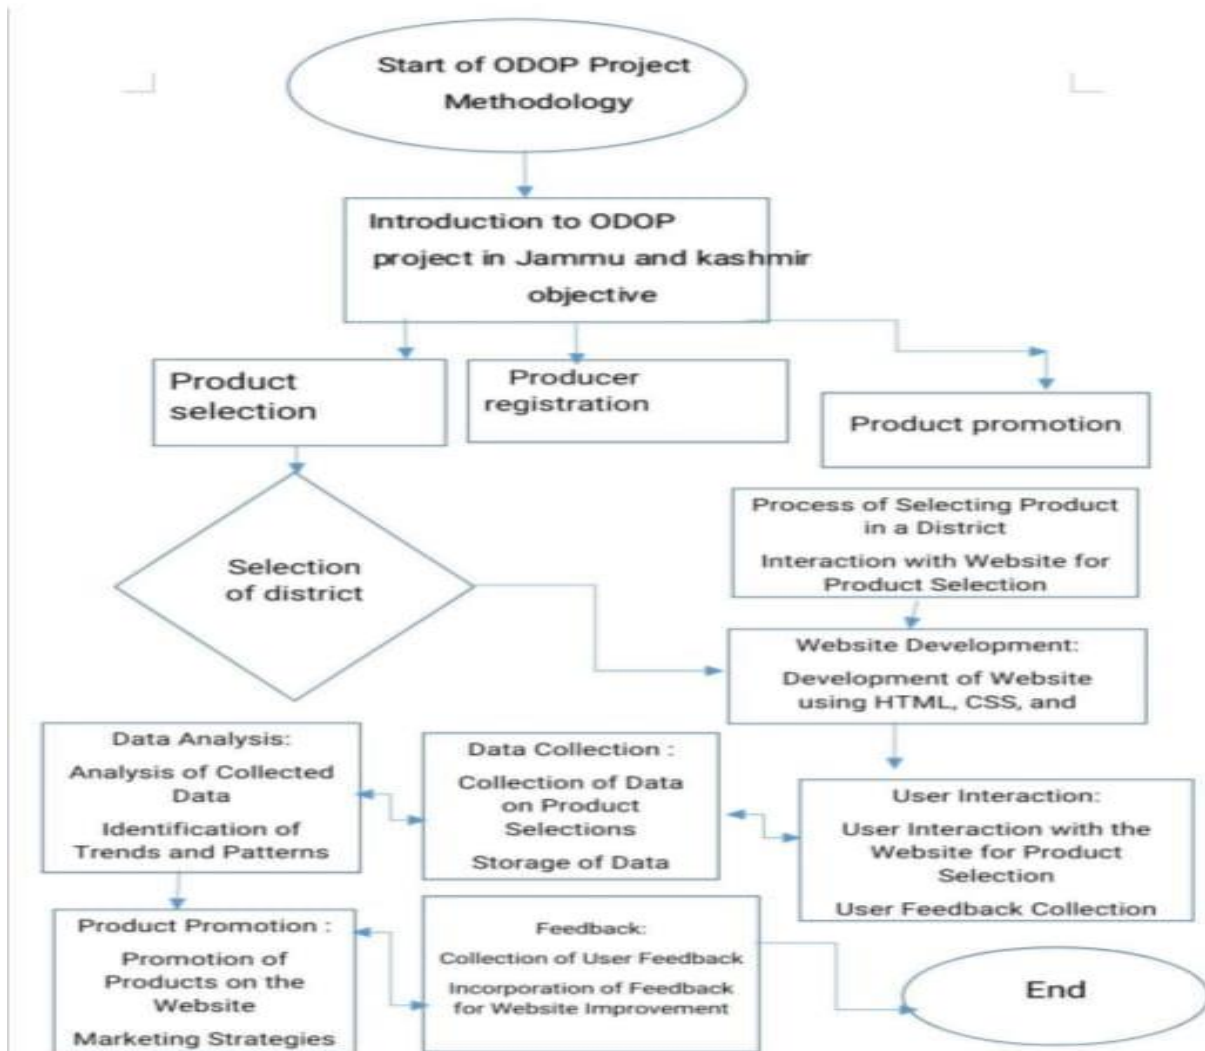 Start of ODOP Project
Methodology
Introduction to ODOP
project in Jammu and kashmir
objective
Product
selection
Producer
registration
Product promotion
Selection
of district
Process of Selecting Product
in a District
Interaction with Website for
Product Selection
Website Development:
Development of Website
using HTML, CSS, and
User Interaction:
User Interaction with the
Website for Product
Selection
User Feedback Collection
Data Collection :
Collection of Data
on Product
Selections
Storage of Data
Data Analysis:
Analysis of Collected
Data
Identification of
Trends and Patterns
Product Promotion :
Promotion of
Products on the
Website
Marketing Strategies
Feedback:
Collection of User Feedback
Incorporation of Feedback
for Website Improvement
End